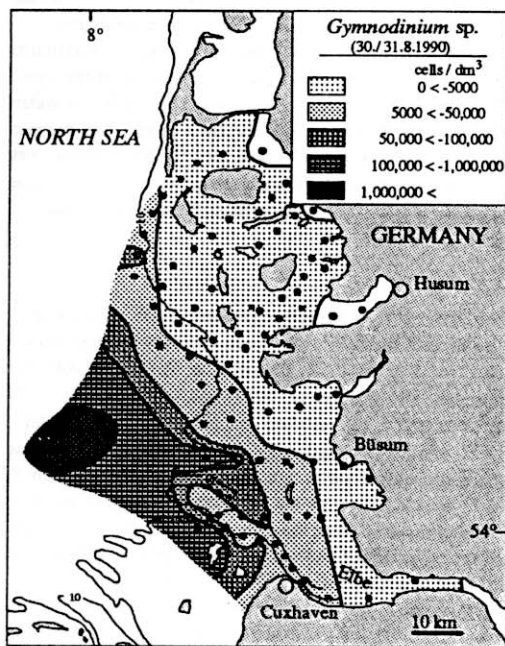 8°
Gymnodinium sp.
(30./ 31.8.1990)
cells / dm³
0 < -5000
5000 < -50,000
50,000 < -100,000
100,000 < -1,000,000
1,000,000 <
NORTH SEA
GERMANY
Husum
Büsum
54°
Elbe
10
Cuxhaven
10 km